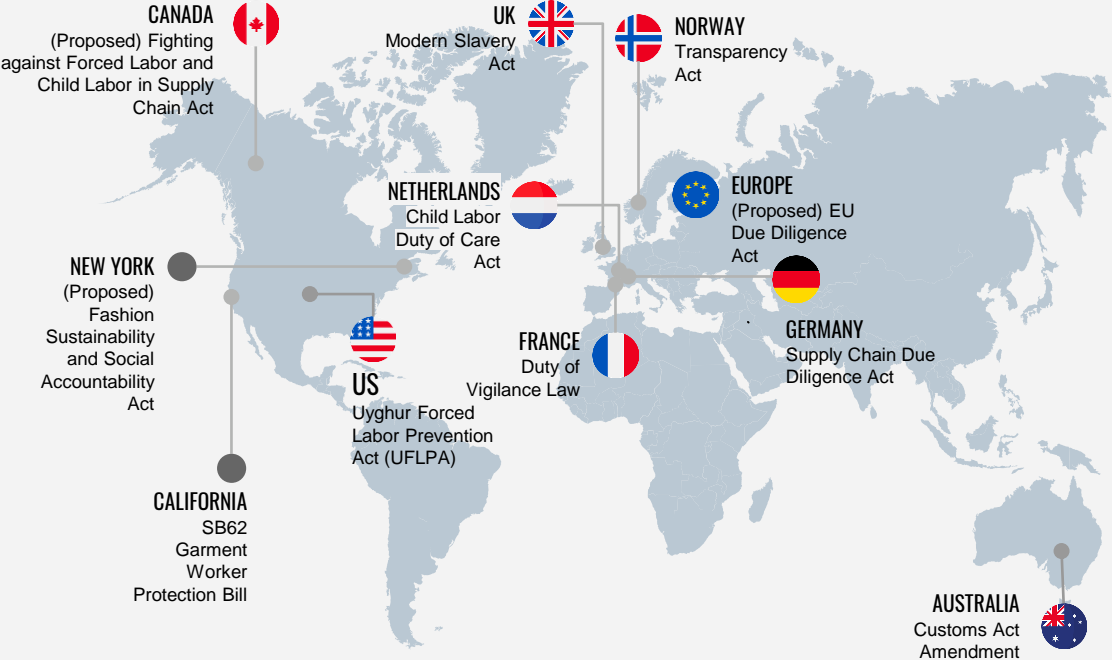 CANADA
(Proposed) Fighting
against Forced Labor and
Child Labor in Supply
Chain Act
UK
Modern Slavery
Act
NORWAY
Transparency
Act
NETHERLANDS
Child Labor
Duty of Care
Act
EUROPE
(Proposed) EU
Due Diligence
Act
NEW YORK
(Proposed)
Fashion
Sustainability
and Social
Accountability
Act
US
Uyghur Forced
Labor Prevention
Act (UFLPA)
FRANCE
Duty of
Vigilance Law
GERMANY
Supply Chain Due
Diligence Act
CALIFORNIA
SB62
Garment
Worker
Protection Bill
AUSTRALIA
Customs Act
Amendment